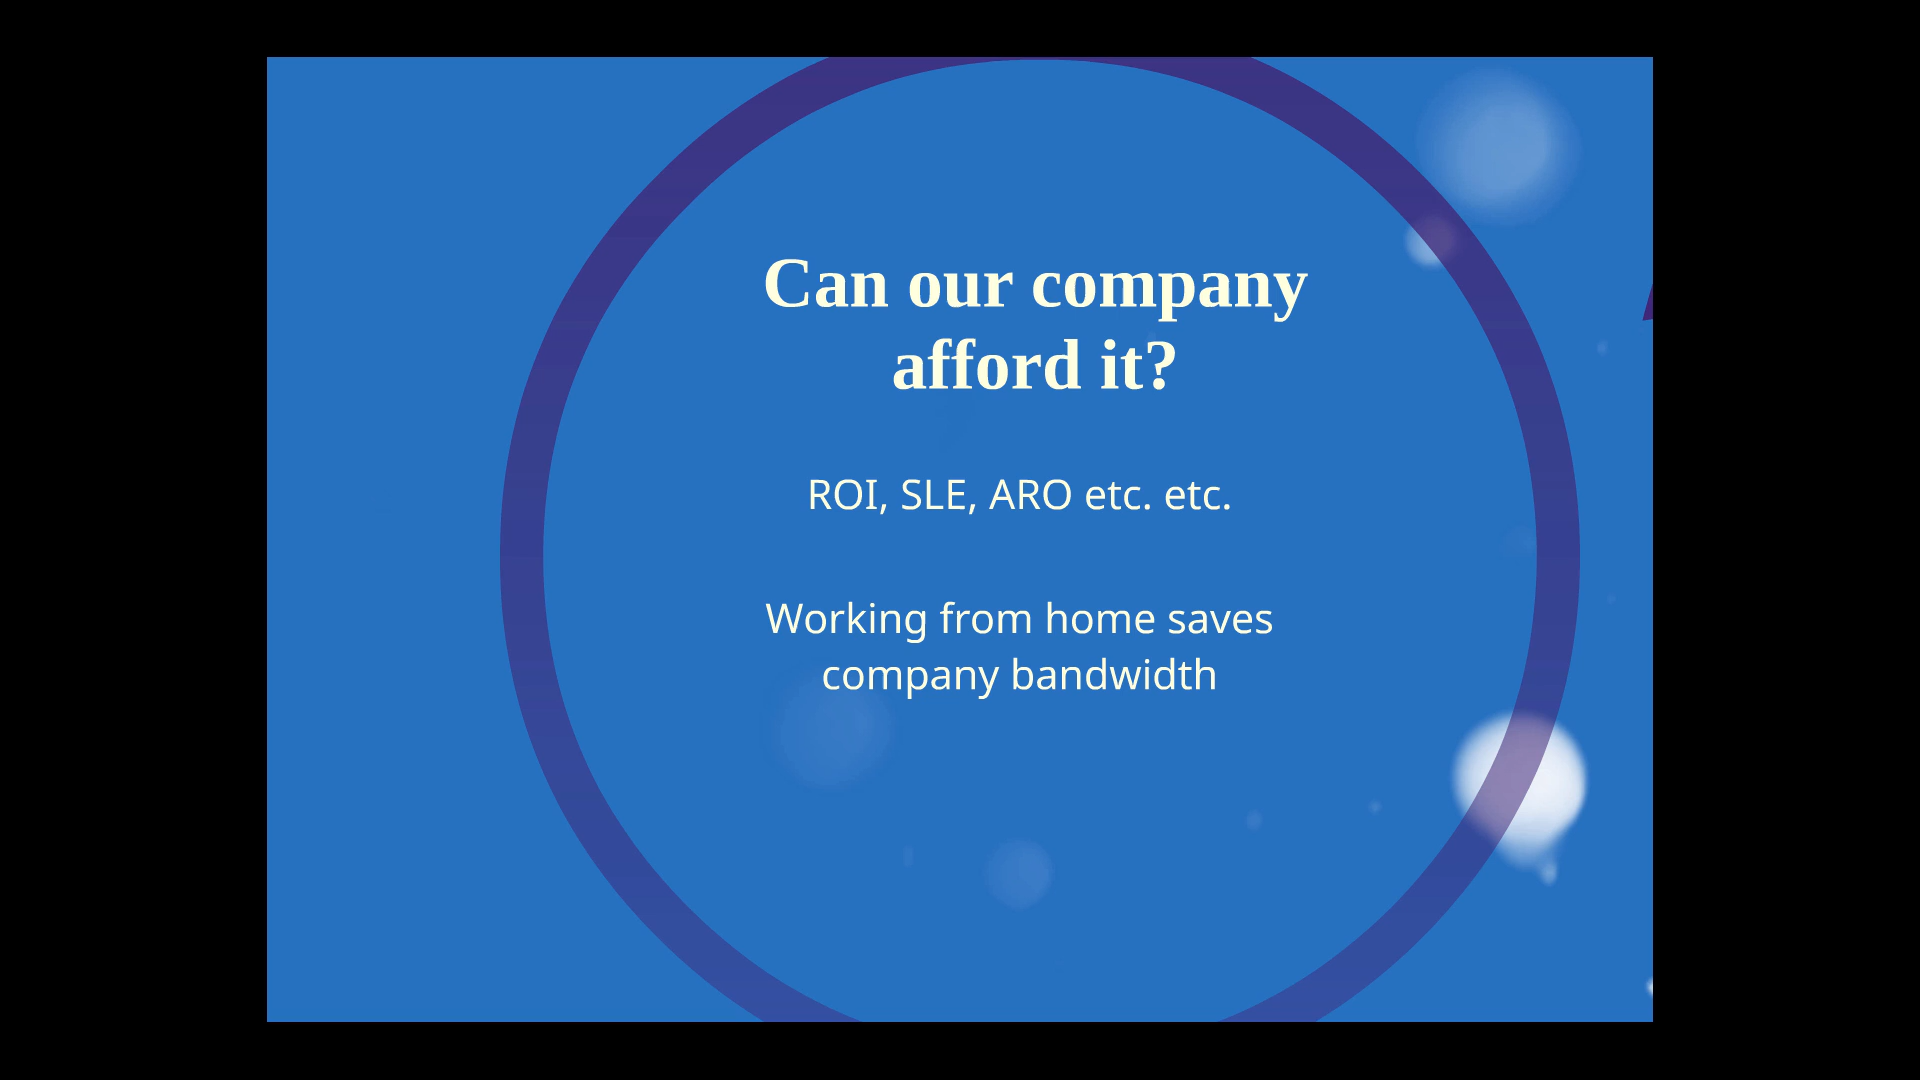 Can our company
afford it?
ROI, SLE, ARO etc. etc.
Working from home saves
company bandwidth